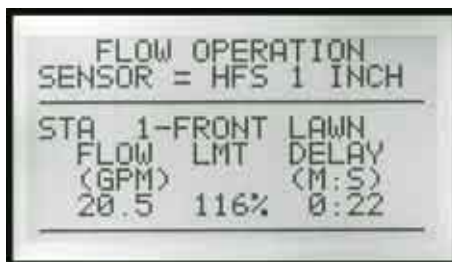 FLOW OPERATION
SENSOR = HFS 1 INCH
STA 1-FRONT LAWN
FLOW LMT DELAY
(GPM) (M:S)
20.5 116% 0:22